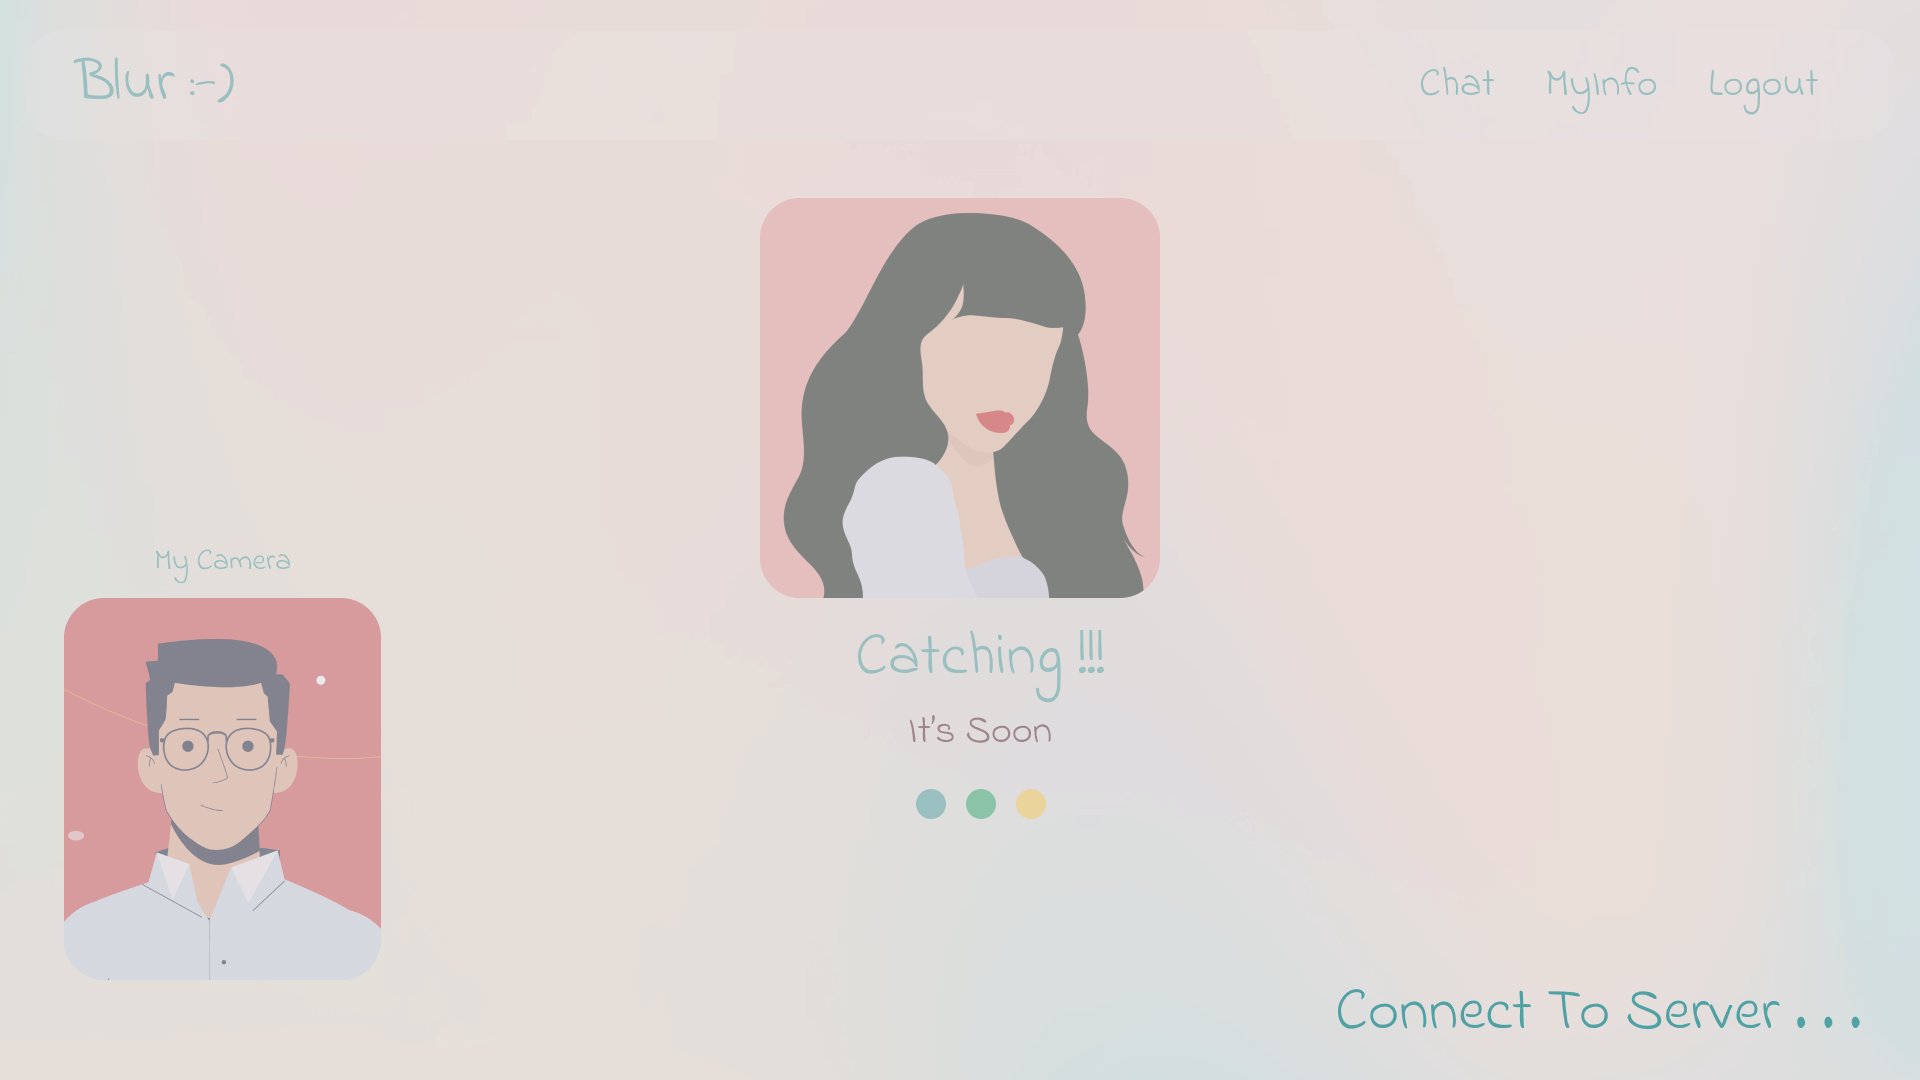 Blur :-)
Chat MyInfo Logout
My Camera
Catching !!!
It's Soon
Connect To Server . . .